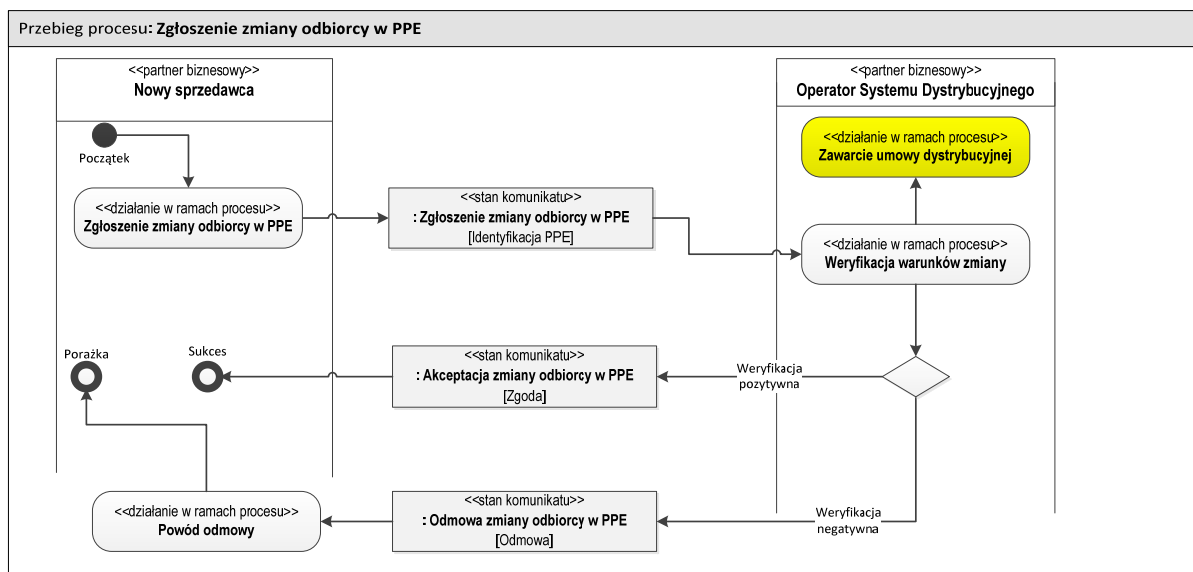 Przebieg procesu: Zgłoszenie zmiany odbiorcy w PPE
<<partner biznesowy>>
Nowy sprzedawca
<<partner biznesowy>>
Operator Systemu Dystrybucyjnego
Początek
<<działanie w ramach procesu>>
Zawarcie umowy dystrybucyjnej
<<działanie w ramach procesu>>
Zgłoszenie zmiany odbiorcy w PPE
<<stan komunikatu>>
: Zgłoszenie zmiany odbiorcy w PPE
[Identyfikacja PPE]
<<działanie w ramach procesu>>
Weryfikacja warunków zmiany
Porażka
Sukces
<<stan komunikatu>>
: Akceptacja zmiany odbiorcy w PPE
[Zgoda]
Weryfikacja
pozytywna
<<działanie w ramach procesu>>
Powód odmowy
<<stan komunikatu>>
: Odmowa zmiany odbiorcy w PPE
[Odmowa]
Weryfikacja
negatywna